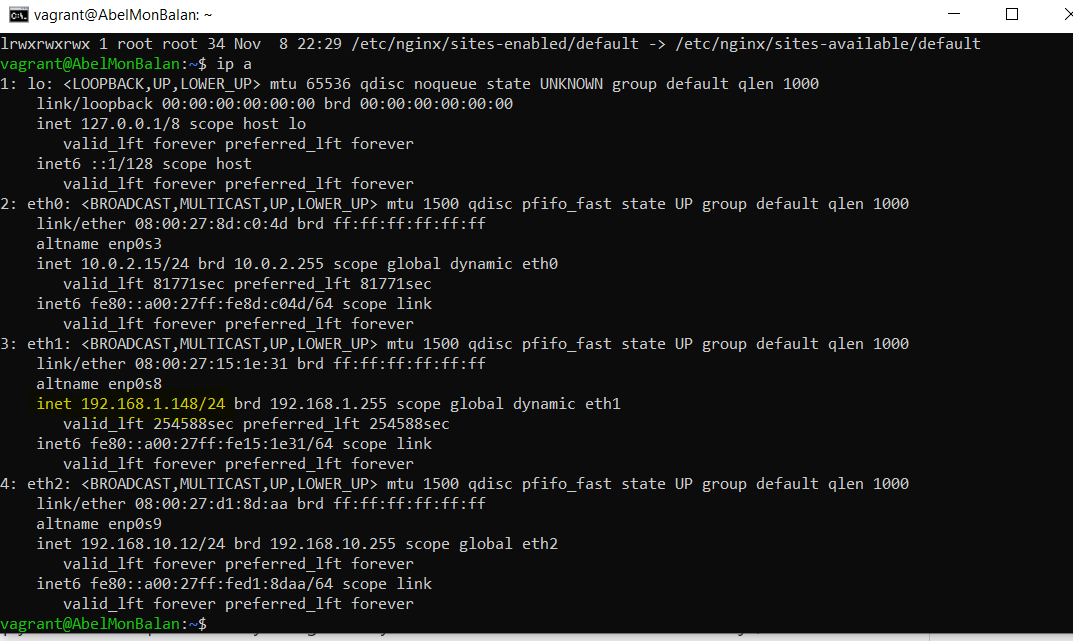 vagrant@AbelMonBalan: ~
lrwxrwxrwx 1 root root 34 Nov  8 22:29 /etc/nginx/sites-enabled/default -> /etc/nginx/sites-available/default
vagrant@AbelMonBalan:~$ ip a
1: lo: <LOOPBACK,UP,LOWER_UP> mtu 65536 qdisc noqueue state UNKNOWN group default qlen 1000
    link/loopback 00:00:00:00:00:00 brd 00:00:00:00:00:00
    inet 127.0.0.1/8 scope host lo
       valid_lft forever preferred_lft forever
    inet6 ::1/128 scope host
       valid_lft forever preferred_lft forever
2: eth0: <BROADCAST,MULTICAST,UP,LOWER_UP> mtu 1500 qdisc pfifo_fast state UP group default qlen 1000
    link/ether 08:00:27:8d:c0:4d brd ff:ff:ff:ff:ff:ff
    altname enp0s3
    inet 10.0.2.15/24 brd 10.0.2.255 scope global dynamic eth0
       valid_lft 81771sec preferred_lft 81771sec
    inet6 fe80::a00:27ff:fe8d:c04d/64 scope link
       valid_lft forever preferred_lft forever
3: eth1: <BROADCAST,MULTICAST,UP,LOWER_UP> mtu 1500 qdisc pfifo_fast state UP group default qlen 1000
    link/ether 08:00:27:15:1e:31 brd ff:ff:ff:ff:ff:ff
    altname enp0s8
    inet 192.168.1.148/24 brd 192.168.1.255 scope global dynamic eth1
       valid_lft 254588sec preferred_lft 254588sec
    inet6 fe80::a00:27ff:fe15:1e31/64 scope link
       valid_lft forever preferred_lft forever
4: eth2: <BROADCAST,MULTICAST,UP,LOWER_UP> mtu 1500 qdisc pfifo_fast state UP group default qlen 1000
    link/ether 08:00:27:d1:8d:aa brd ff:ff:ff:ff:ff:ff
    altname enp0s9
    inet 192.168.10.12/24 brd 192.168.10.255 scope global eth2
       valid_lft forever preferred_lft forever
    inet6 fe80::a00:27ff:fed1:8daa/64 scope link
       valid_lft forever preferred_lft forever
vagrant@AbelMonBalan:~$